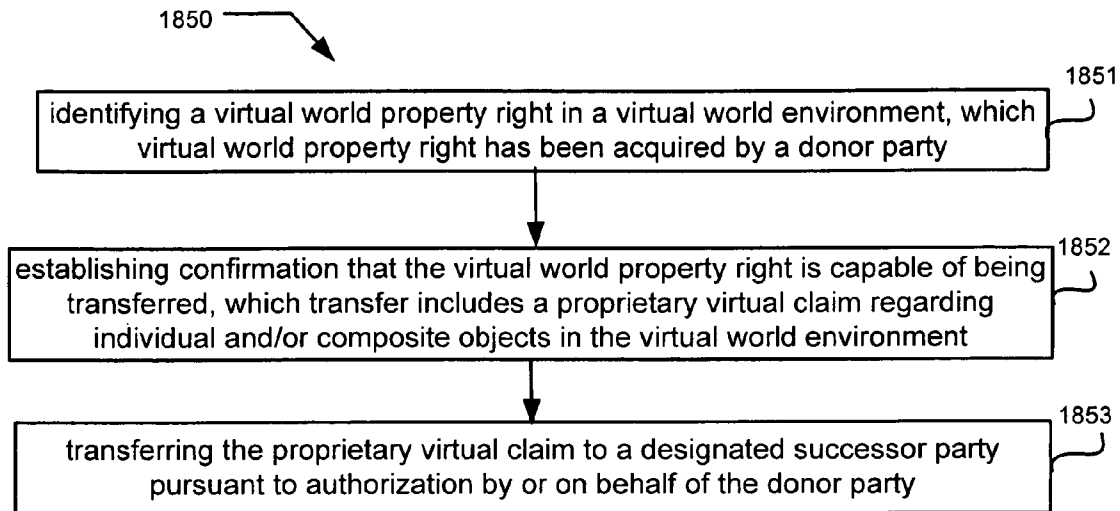 1850
1851
identifying a virtual world property right in a virtual world environment, which
virtual world property right has been acquired by a donor party
1852
establishing confirmation that the virtual world property right is capable of being
transferred, which transfer includes a proprietary virtual claim regarding
individual and/or composite objects in the virtual world environment
1853
transferring the proprietary virtual claim to a designated successor party
pursuant to authorization by or on behalf of the donor party